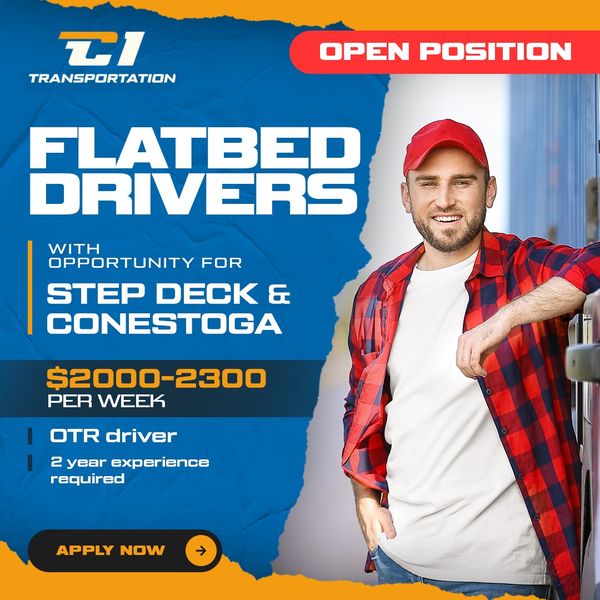 TC1
TRANSPORTATION
OPEN POSITION
FLATBED
DRIVERS
WITH
OPPORTUNITY FOR
STEP DECK &
CONESTOGA
$2000-2300
PER WEEK
OTR driver
2 year experience
required
APPLY NOW